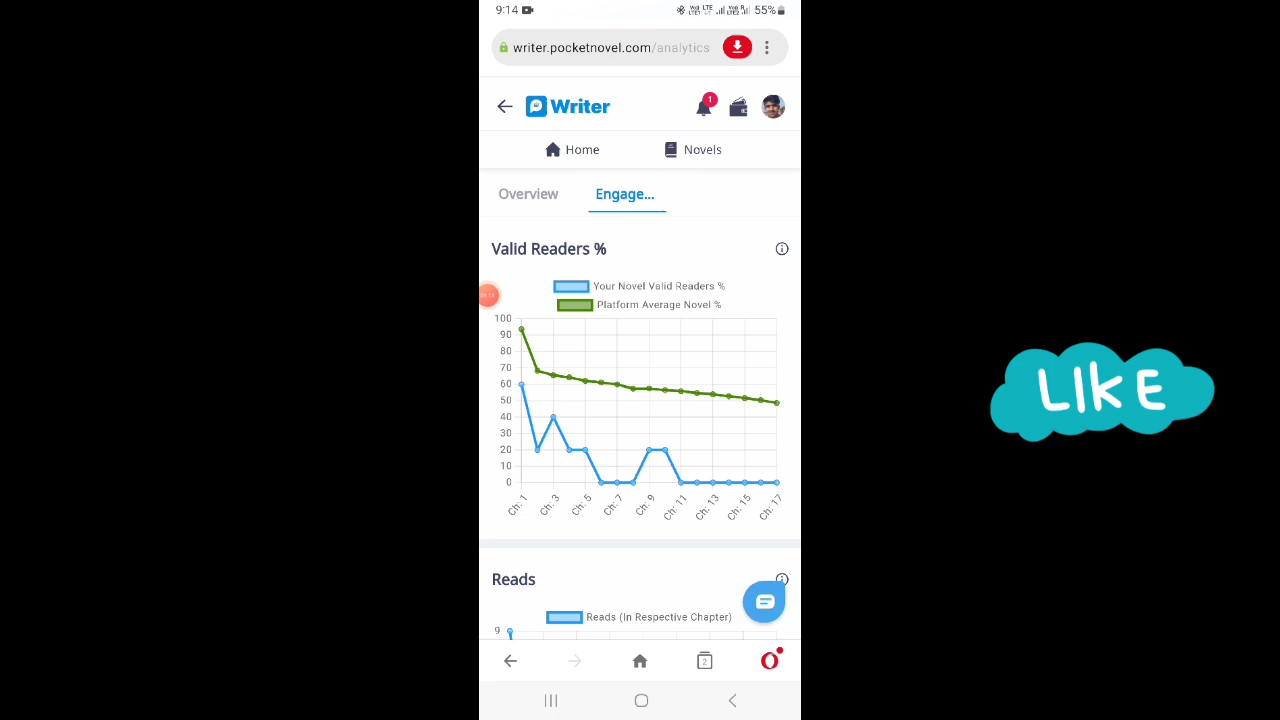 9:14
55%
writer.pocketnovel.com/analytics
1
Writer
Home
Novels
Overview
Engage...
Valid Readers %
Your Novel Valid Readers %
Platform Average Novel %
100
90
80
70
60
50
40
30
20
10
0
Ch: 1
Ch: 3
Ch: 5
Ch: 7
Ch: 9
Ch: 11
Ch: 13
Ch: 15
Ch: 17
LIKE
Reads
Reads (In Respective Chapter)
9
2